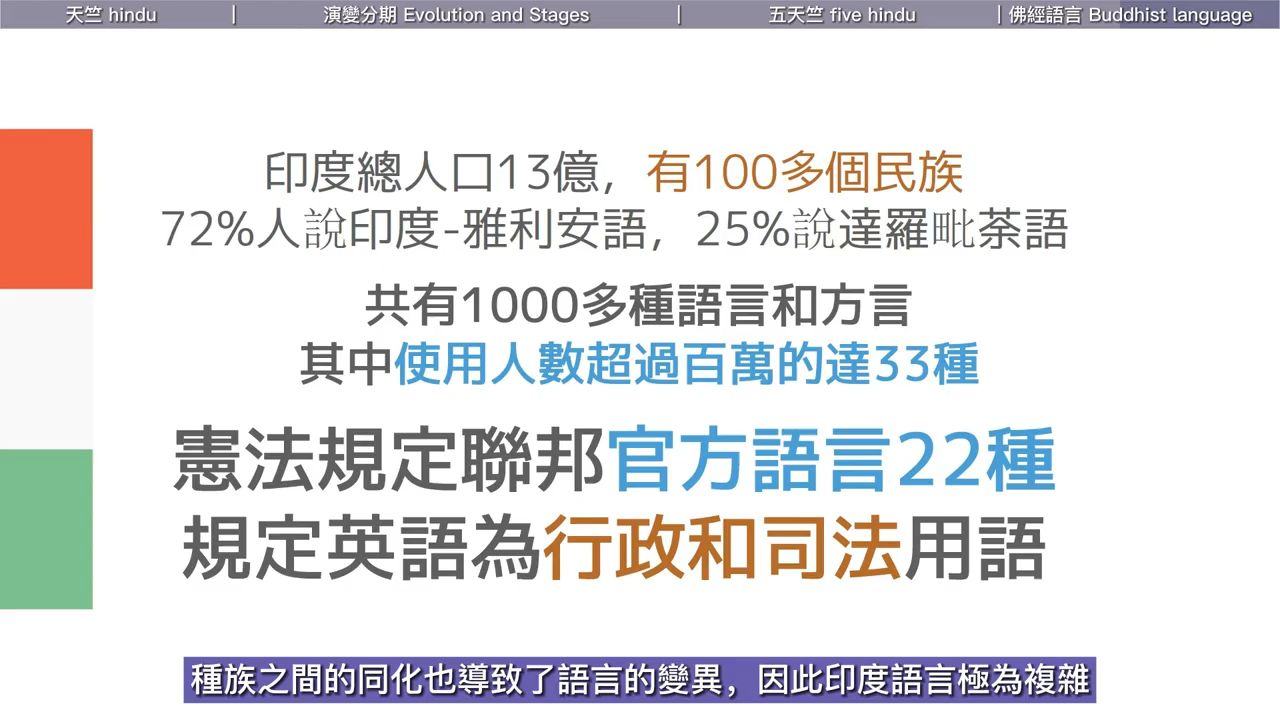 天竺 hindu | 演變分期 Evolution and Stages | 五天竺 five hindu | 佛經語言 Buddhist language
印度總人口13億，有100多個民族
72%人說印度-雅利安語，25%說達羅毗荼語
共有1000多種語言和方言
其中使用人數超過百萬的達33種
憲法規定聯邦官方語言22種
規定英語為行政和司法用語
種族之間的同化也導致了語言的變異，因此印度語言極為複雜